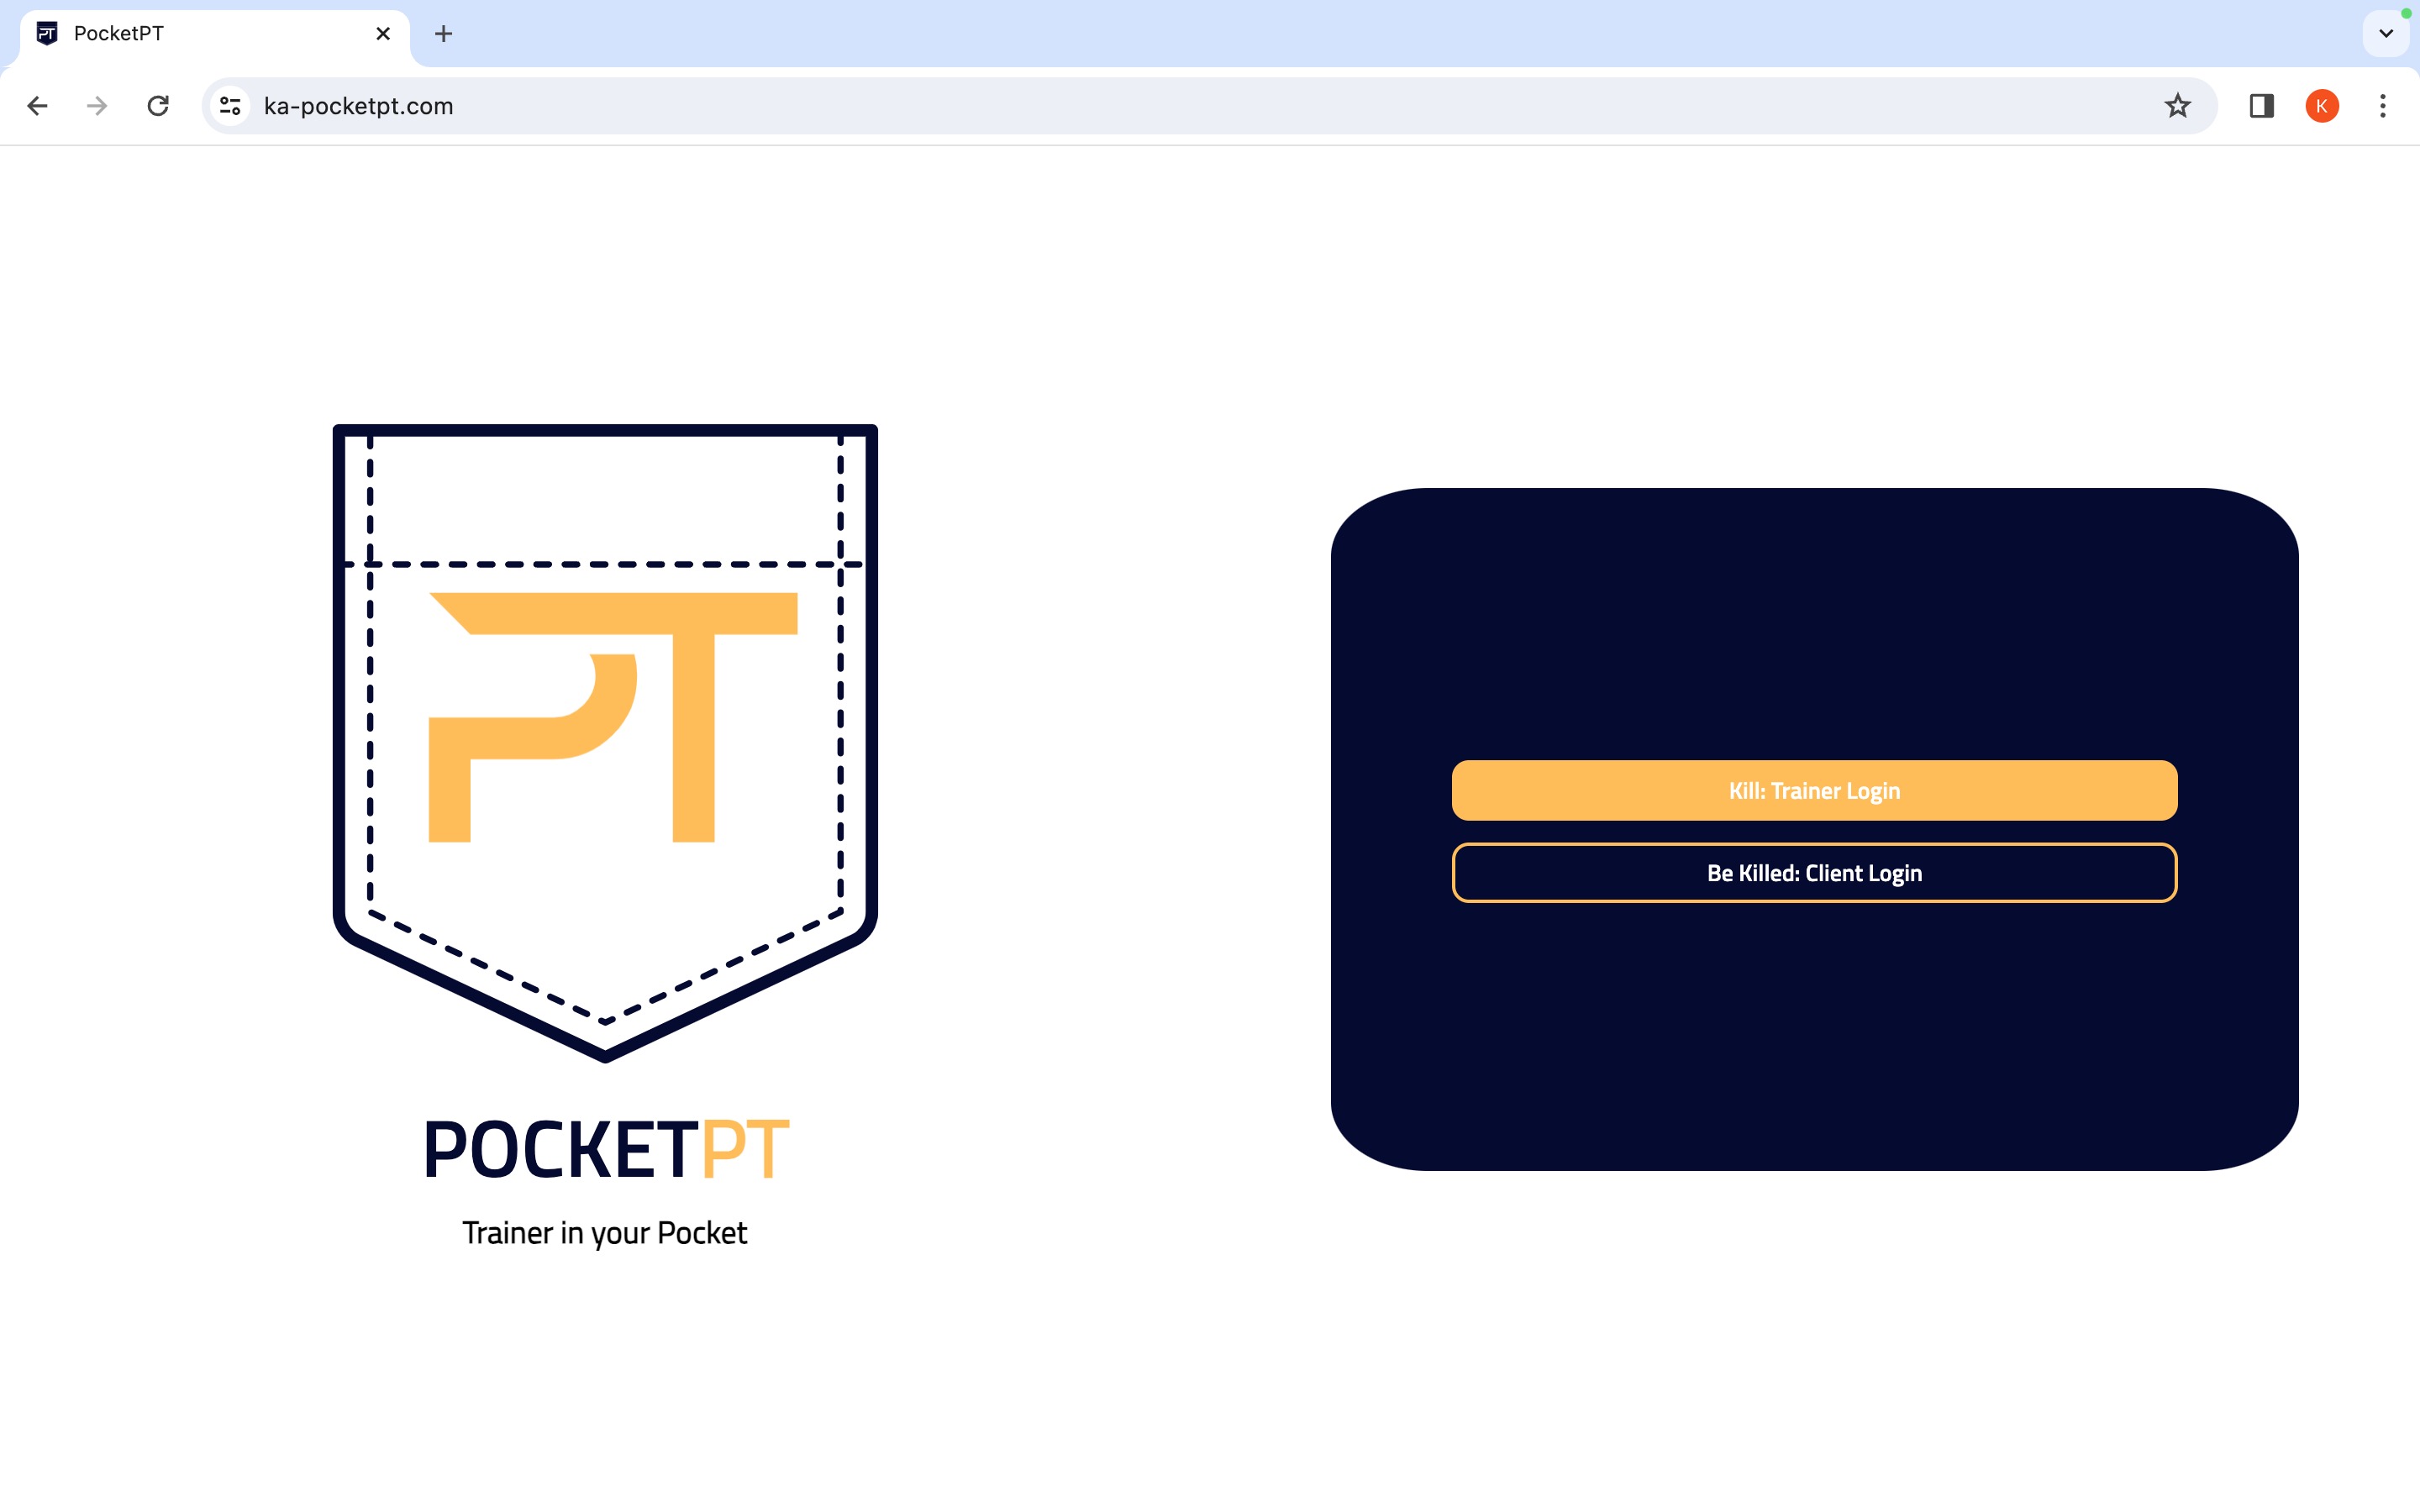 PocketPT
ka-pocketpt.com
K
PT
POCKETPT
Trainer in your Pocket
Kill: Trainer Login
Be Killed: Client Login